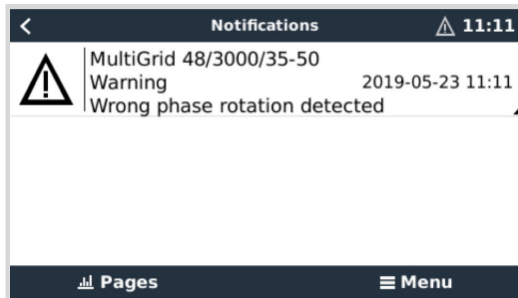 Notifications 11:11
MultiGrid 48/3000/35-50
Warning 2019-05-23 11:11
Wrong phase rotation detected
Pages Menu